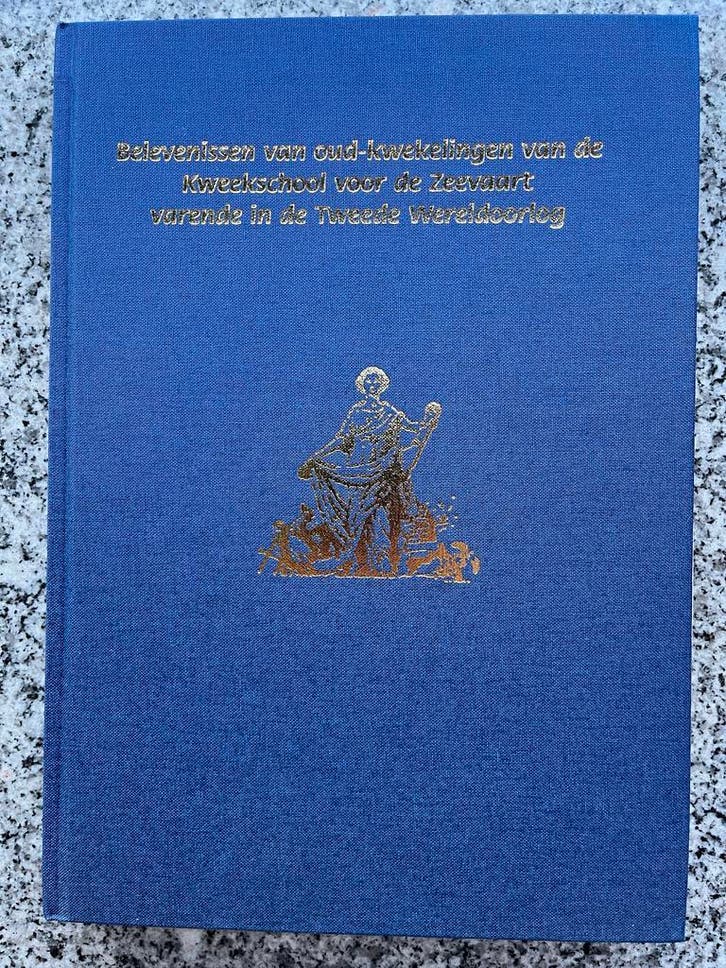 Belevenissen van oud-kwekelingen van de
Kweekschool voor de Zeevaart
varende in de Tweede Wereldoorlog